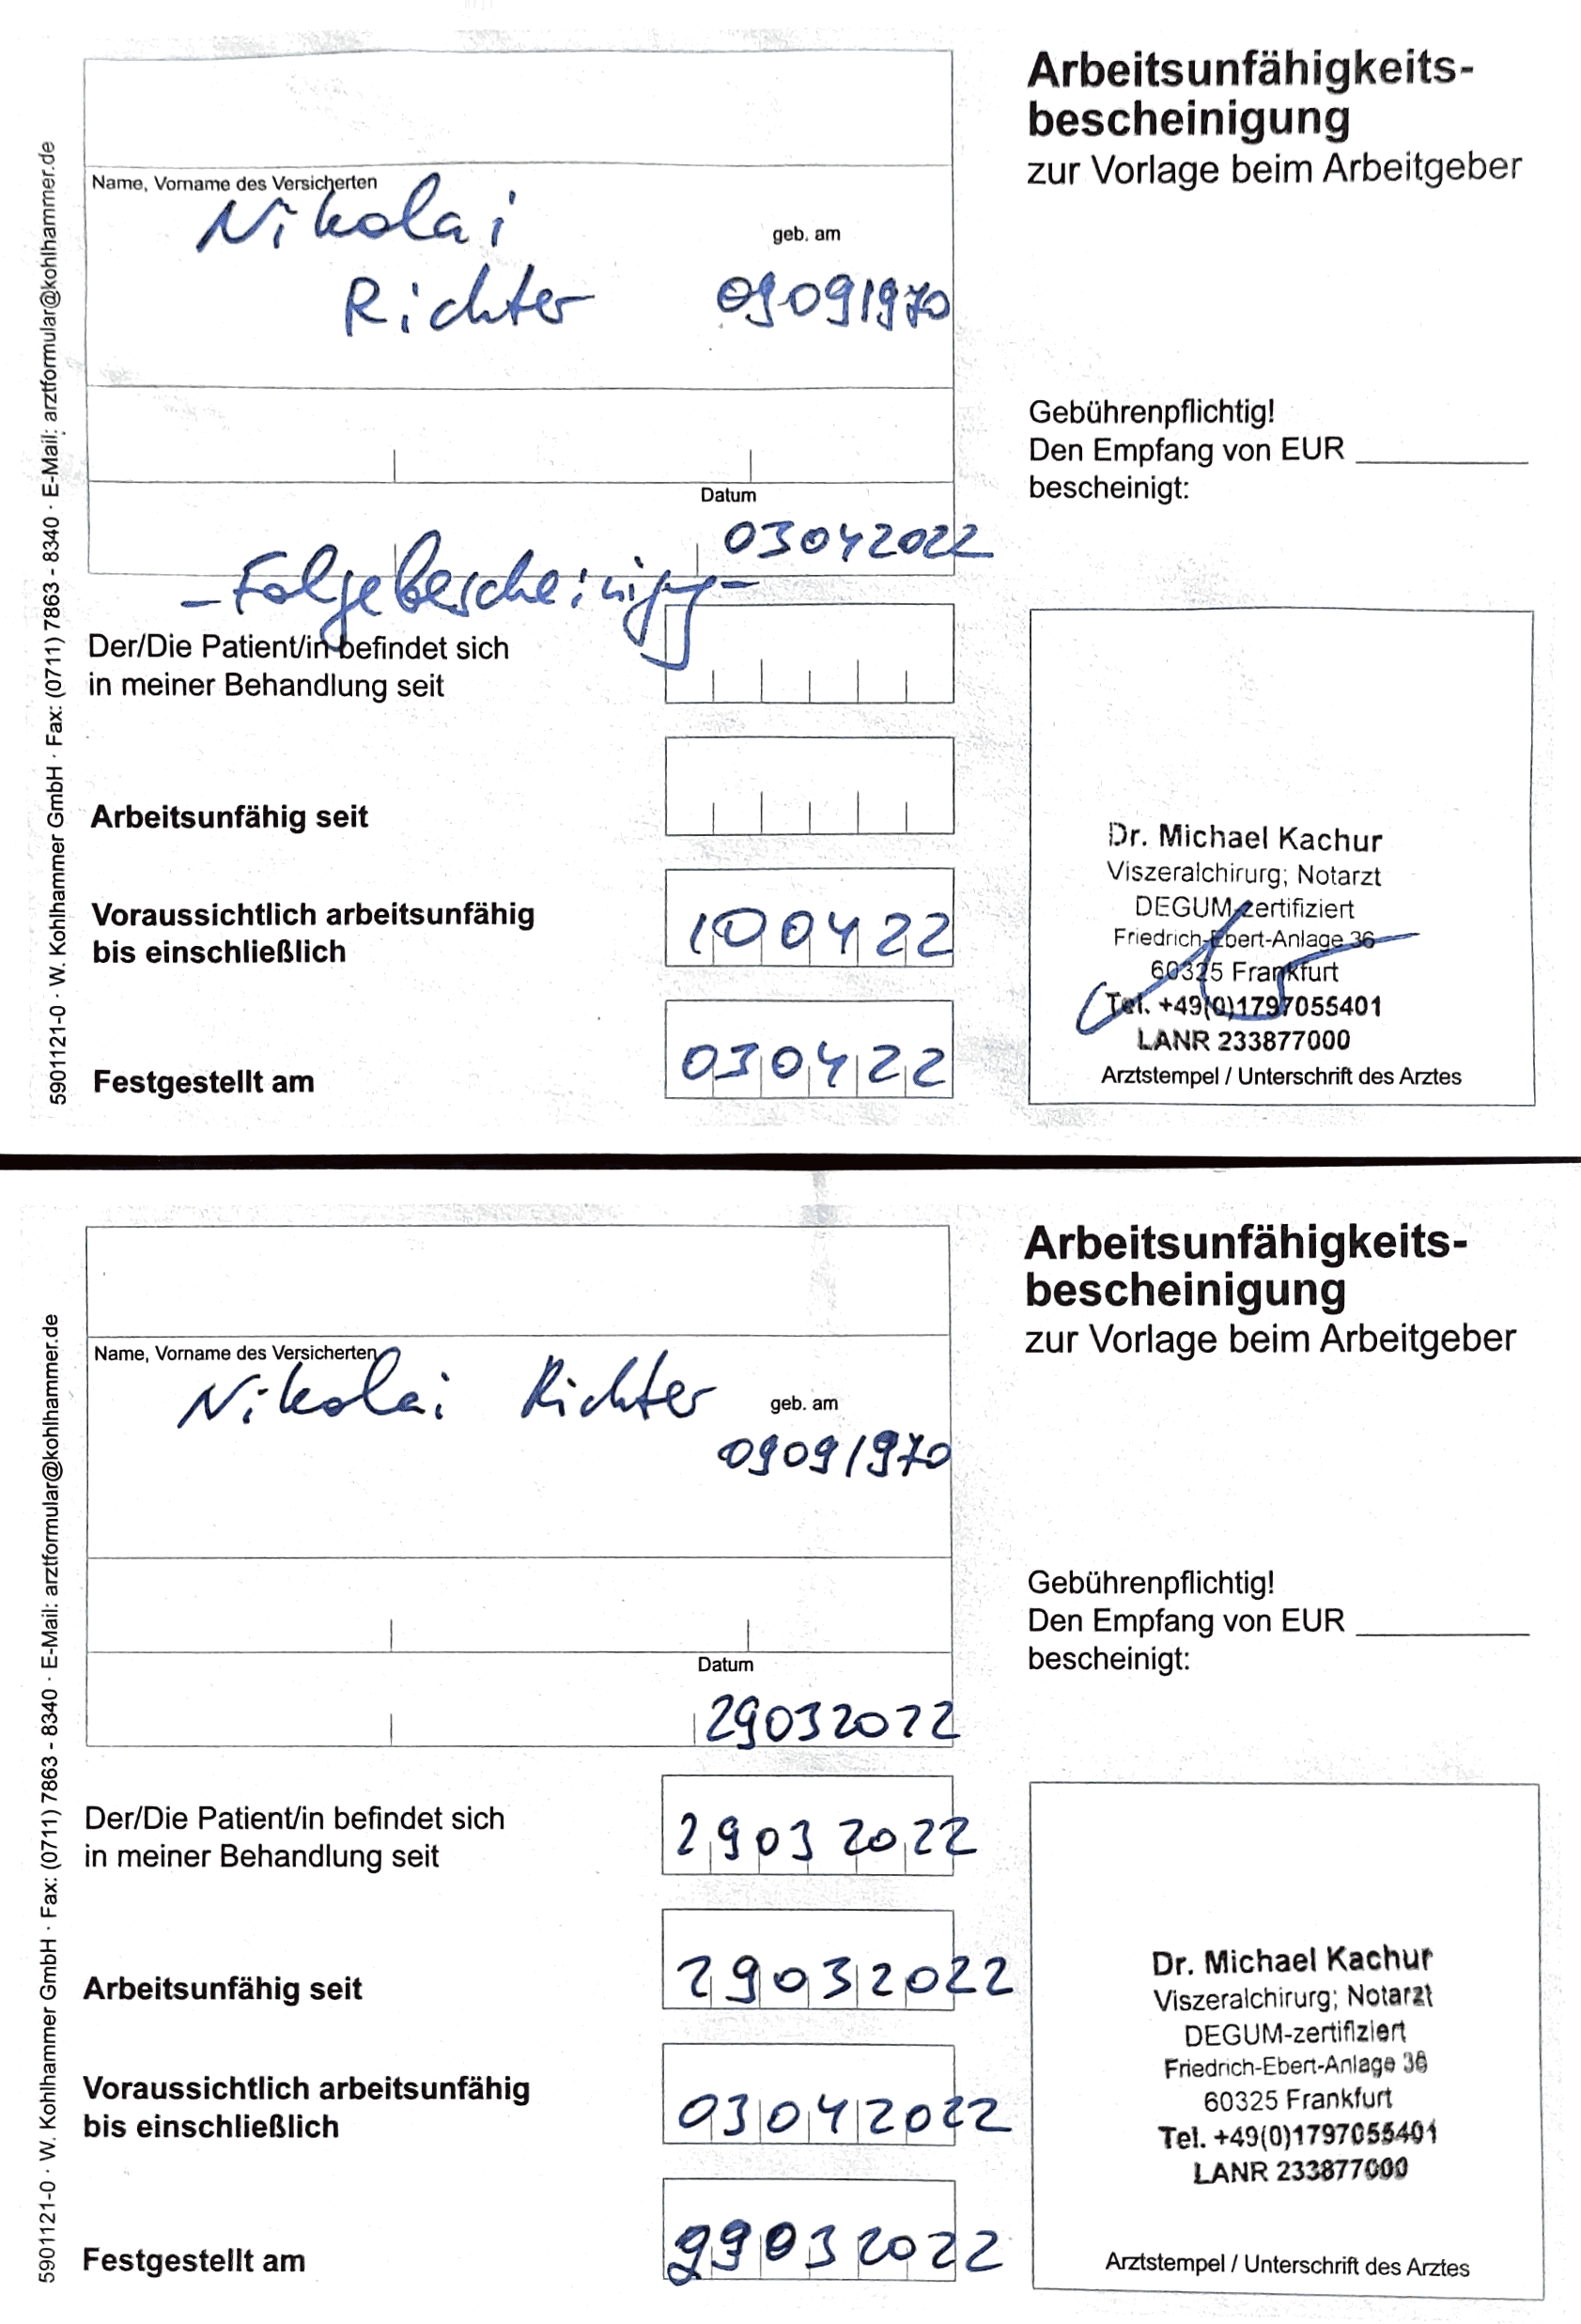 Arbeitsunfähigkeits-
bescheinigung
zur Vorlage beim Arbeitgeber
Name, Vorname des Versicherten
Nikolai
geb. am
Richter 09091970
Gebührenpflichtig!
Den Empfang von EUR
bescheinigt:
Datum
03042022
-Folgebescheinigung-
Der/Die Patient/in befindet sich
in meiner Behandlung seit
Arbeitsunfähig seit
Voraussichtlich arbeitsunfähig
bis einschließlich
100422
Festgestellt am
030422
Dr. Michael Kachur
Viszeralchirurg; Notarzt
DEGUM-zertifiziert
Friedrich-Ebert-Anlage 36
60325 Frankfurt
Tel. +49(0)1797055401
LANR 233877000
Arztstempel / Unterschrift des Arztes
5901121-0 · W. Kohlhammer GmbH · Fax: (0711) 7863 - 8340 · E-Mail: arztformular@kohlhammer.de
Arbeitsunfähigkeits-
bescheinigung
zur Vorlage beim Arbeitgeber
Name, Vorname des Versicherten
Nikolai Richter
geb. am
09091970
Gebührenpflichtig!
Den Empfang von EUR
bescheinigt:
Datum
29032022
Der/Die Patient/in befindet sich
in meiner Behandlung seit
29032022
Arbeitsunfähig seit
29032022
Voraussichtlich arbeitsunfähig
bis einschließlich
03042022
Festgestellt am
29032022
Dr. Michael Kachur
Viszeralchirurg; Notarzt
DEGUM-zertifiziert
Friedrich-Ebert-Anlage 36
60325 Frankfurt
Tel. +49(0)1797055401
LANR 233877000
Arztstempel / Unterschrift des Arztes
5901121-0 · W. Kohlhammer GmbH · Fax: (0711) 7863 - 8340 · E-Mail: arztformular@kohlhammer.de